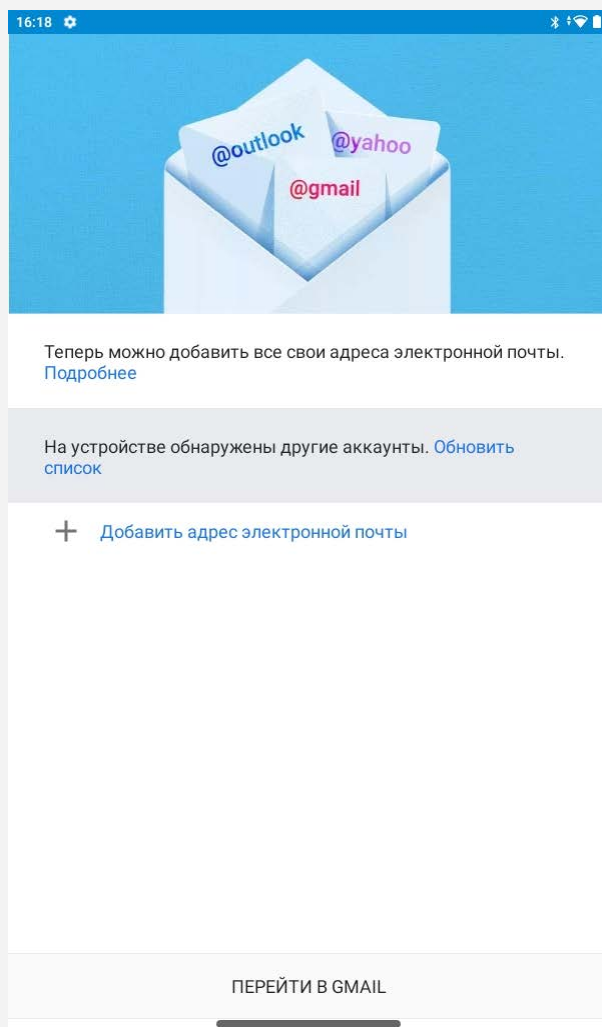 16:18
@outlook
@yahoo
@gmail
Теперь можно добавить все свои адреса электронной почты.
Подробнее
На устройстве обнаружены другие аккаунты. Обновить
список
Добавить адрес электронной почты
ПЕРЕЙТИ В GMAIL